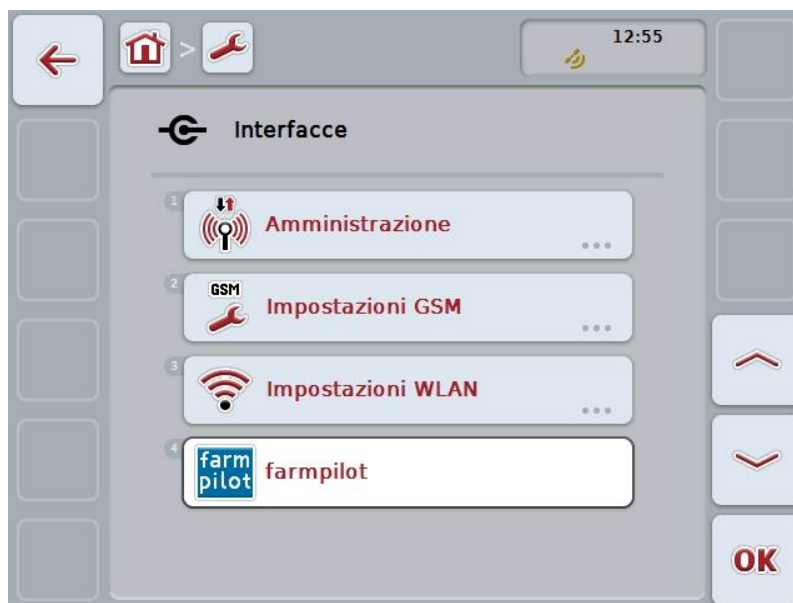 12:55
Interfacce
1
Amministrazione
2
GSM
Impostazioni GSM
3
Impostazioni WLAN
4
farm
pilot
farmpilot
OK